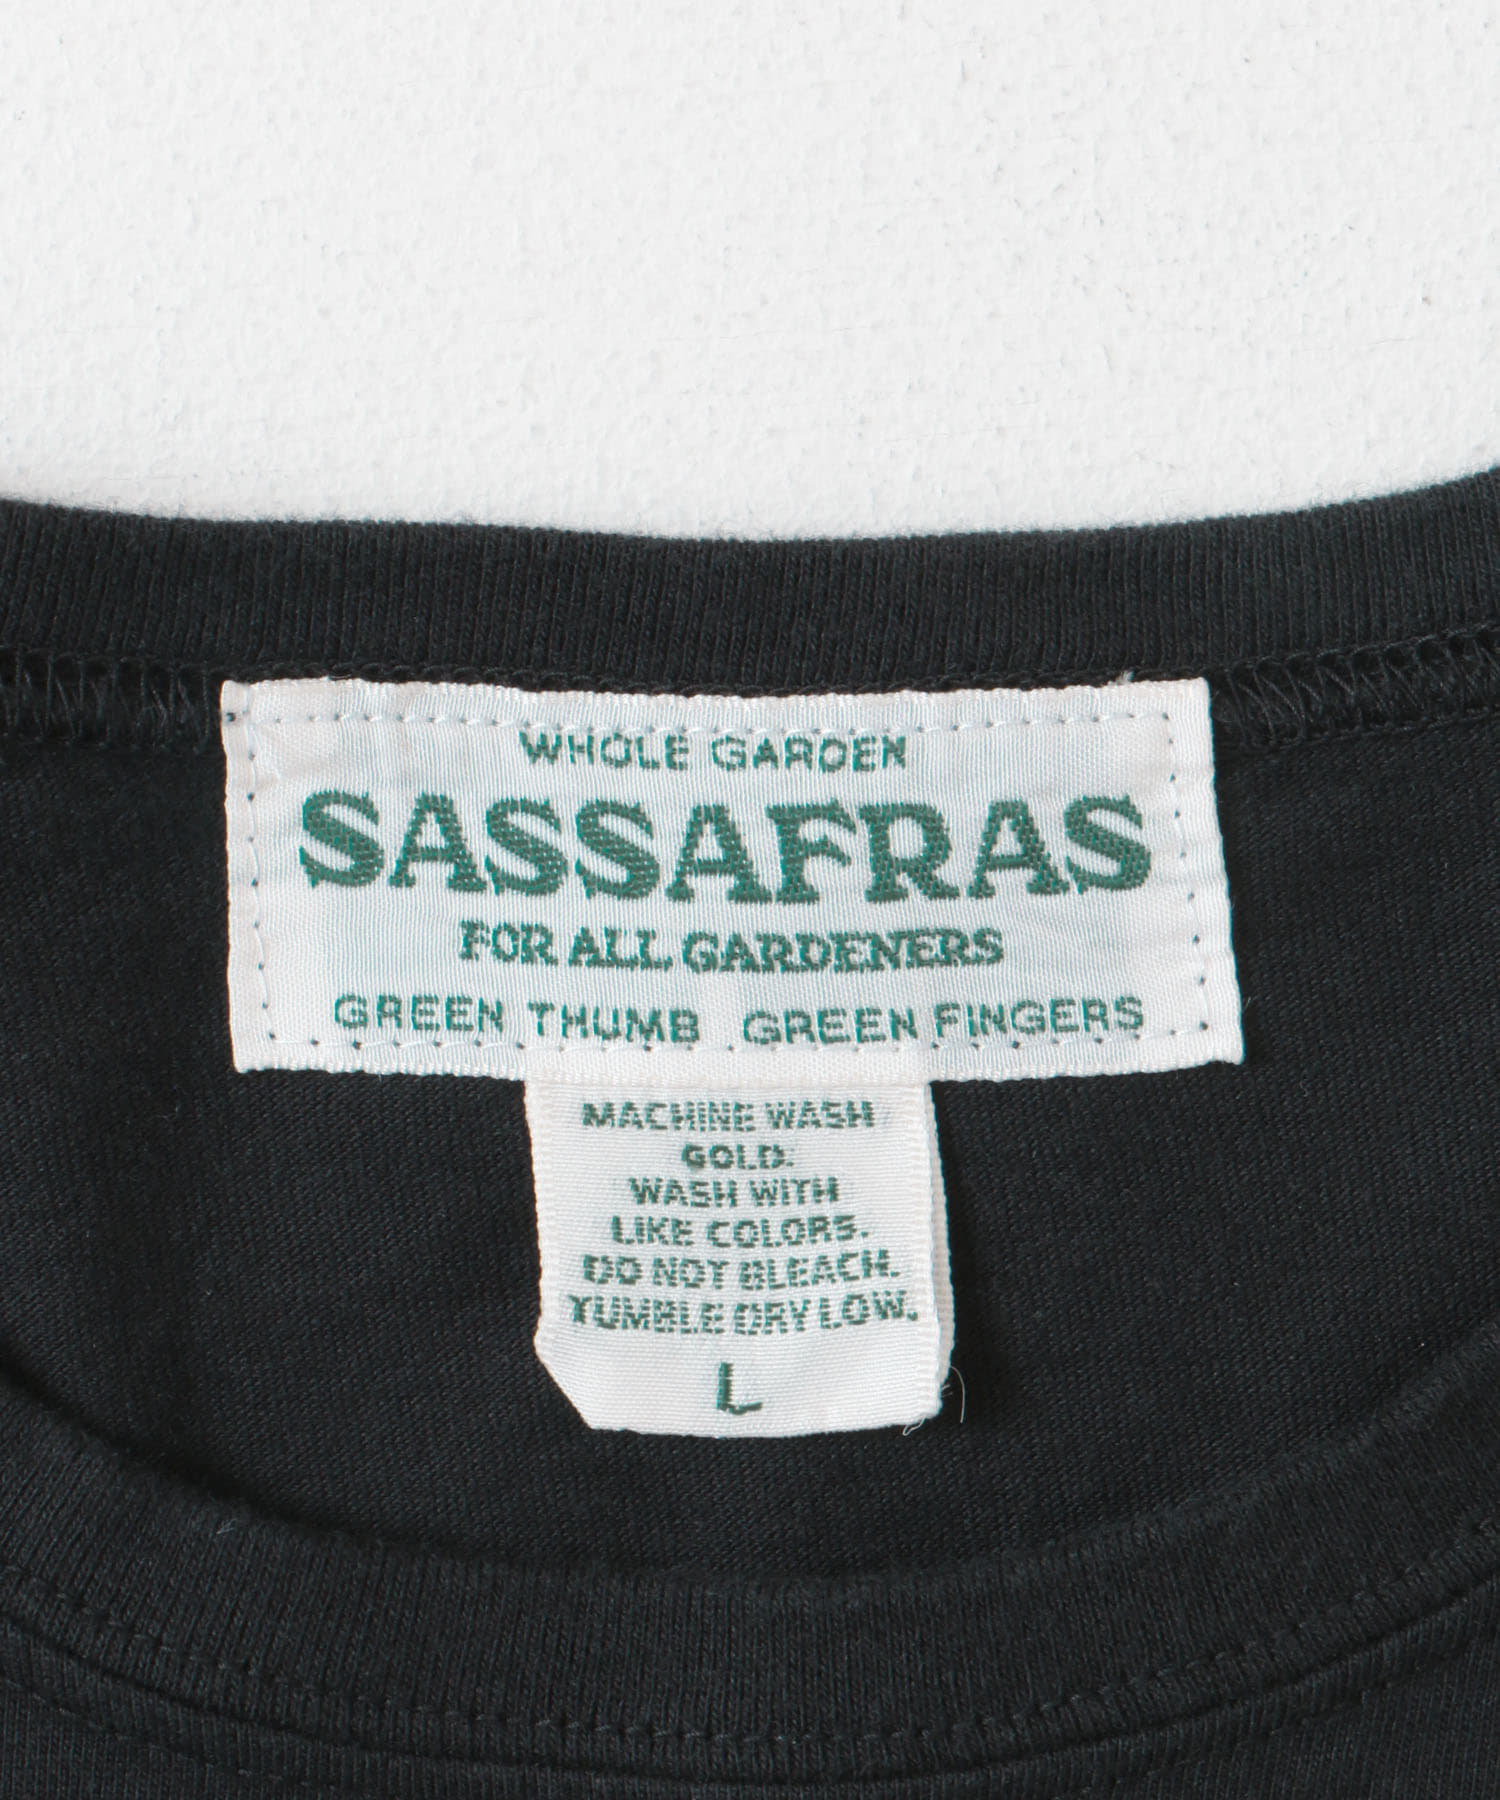 WHOLE GARDEN
SASSAFRAS
FOR ALL GARDENERS
GREEN THUMB GREEN FINGERS
MACHINE WASH
GOLD.
WASH WITH
LIKE COLORS.
DO NOT BLEACH.
TUMBLE DRY LOW.
L